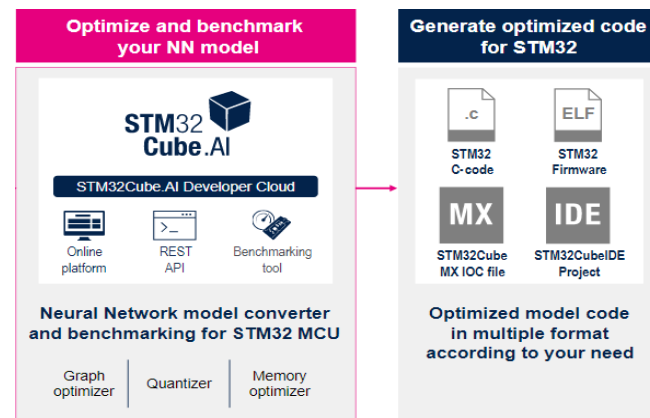 Optimize and benchmark
your NN model
STM32
Cube.AI
STM32Cube.AI Developer Cloud
>_
Online
platform
REST
API
Benchmarking
tool
Neural Network model converter
and benchmarking for STM32 MCU
Graph
optimizer
Quantizer
Memory
optimizer
Generate optimized code
for STM32
.c
STM32
C-code
ELF
STM32
Firmware
MX
STM32Cube
MX IOC file
IDE
STM32CubeIDE
Project
Optimized model code
in multiple format
according to your need